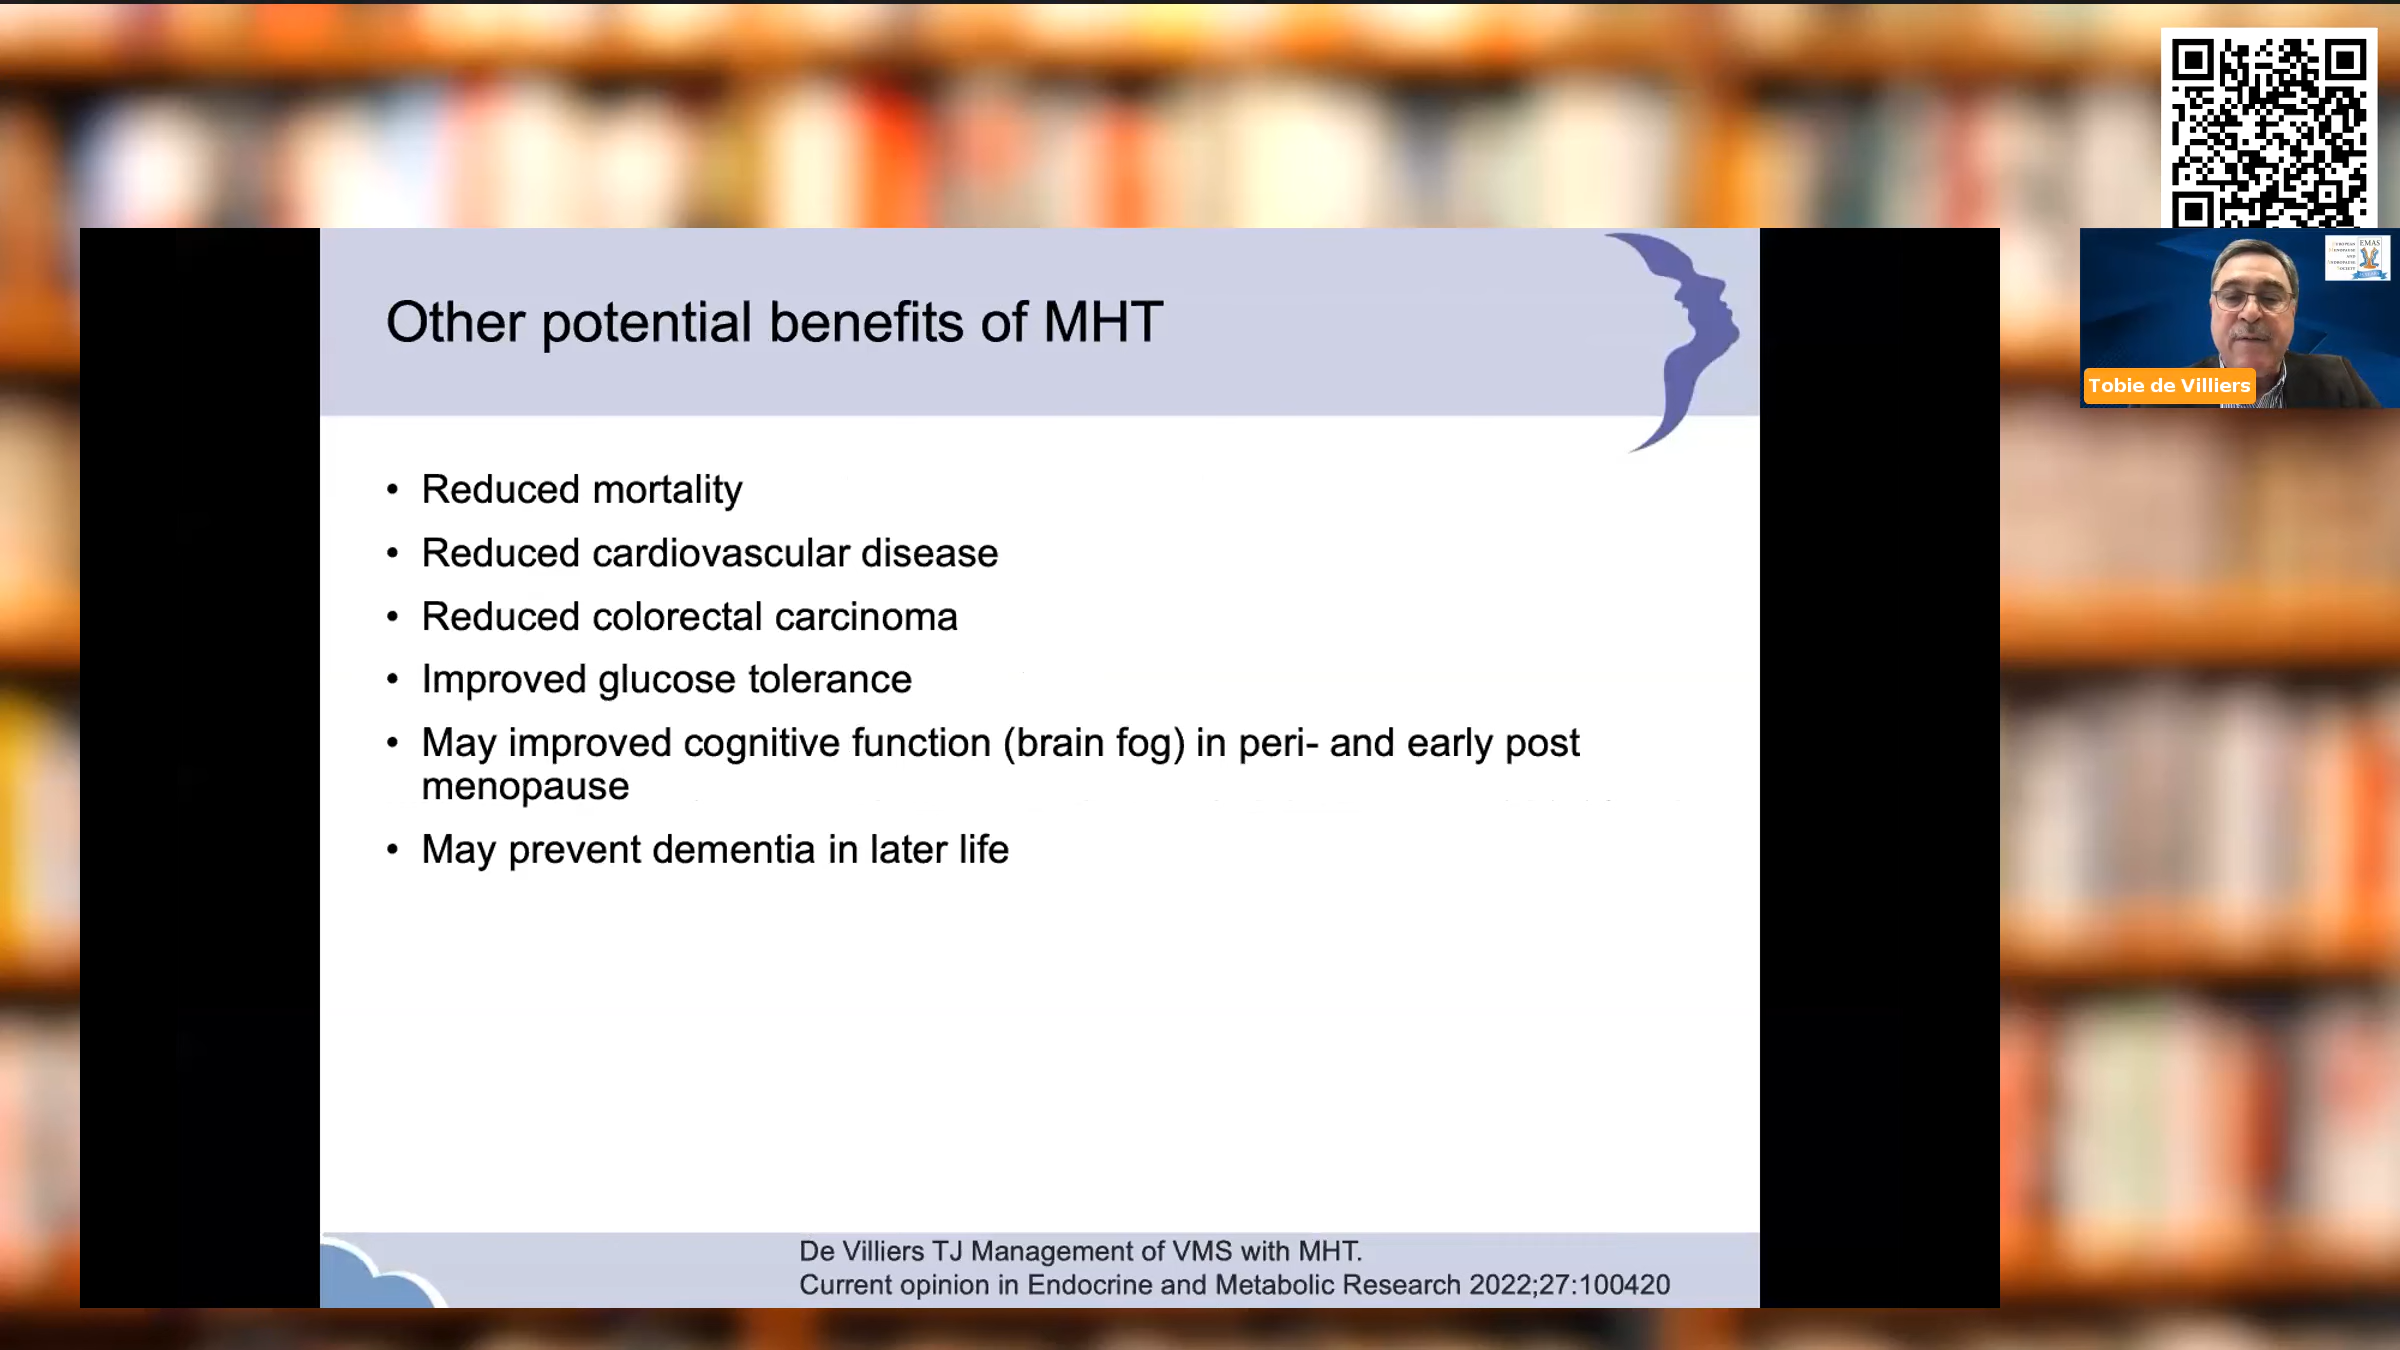 Other potential benefits of MHT
• Reduced mortality
• Reduced cardiovascular disease
• Reduced colorectal carcinoma
• Improved glucose tolerance
• May improved cognitive function (brain fog) in peri- and early post
menopause
• May prevent dementia in later life
De Villiers TJ Management of VMS with MHT.
Current opinion in Endocrine and Metabolic Research 2022;27:100420
EMAS
Tobie de Villiers